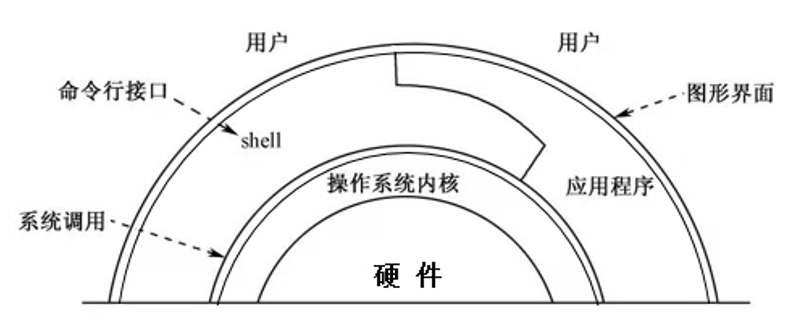 用户
用户
命令行接口
图形界面
shell
操作系统内核
应用程序
系统调用
硬件